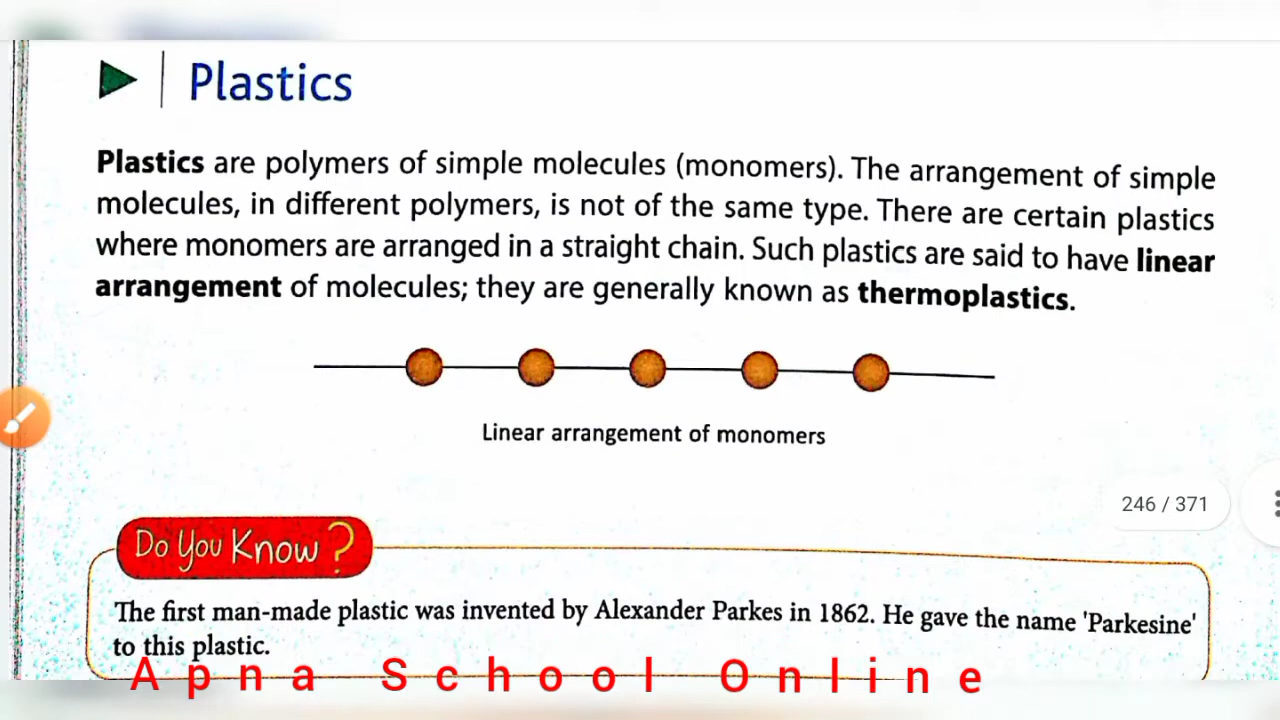 Plastics
Plastics are polymers of simple molecules (monomers). The arrangement of simple
molecules, in different polymers, is not of the same type. There are certain plastics
where monomers are arranged in a straight chain. Such plastics are said to have linear
arrangement of molecules; they are generally known as thermoplastics.
Linear arrangement of monomers
246 / 371
Do You Know ?
The first man-made plastic was invented by Alexander Parkes in 1862. He gave the name 'Parkesine'
to this plastic.
Apna School Online